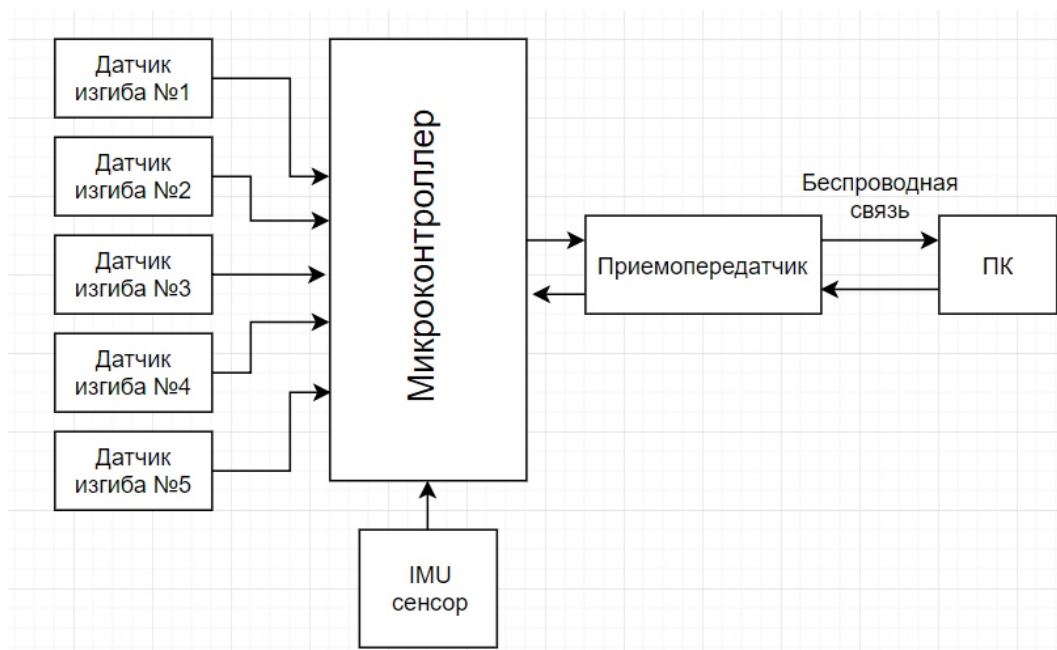 Датчик
изгиба №1
Датчик
изгиба №2
Датчик
изгиба №3
Датчик
изгиба №4
Датчик
изгиба №5
Микроконтроллер
IMU
сенсор
Приемопередатчик
Беспроводная
связь
ПК